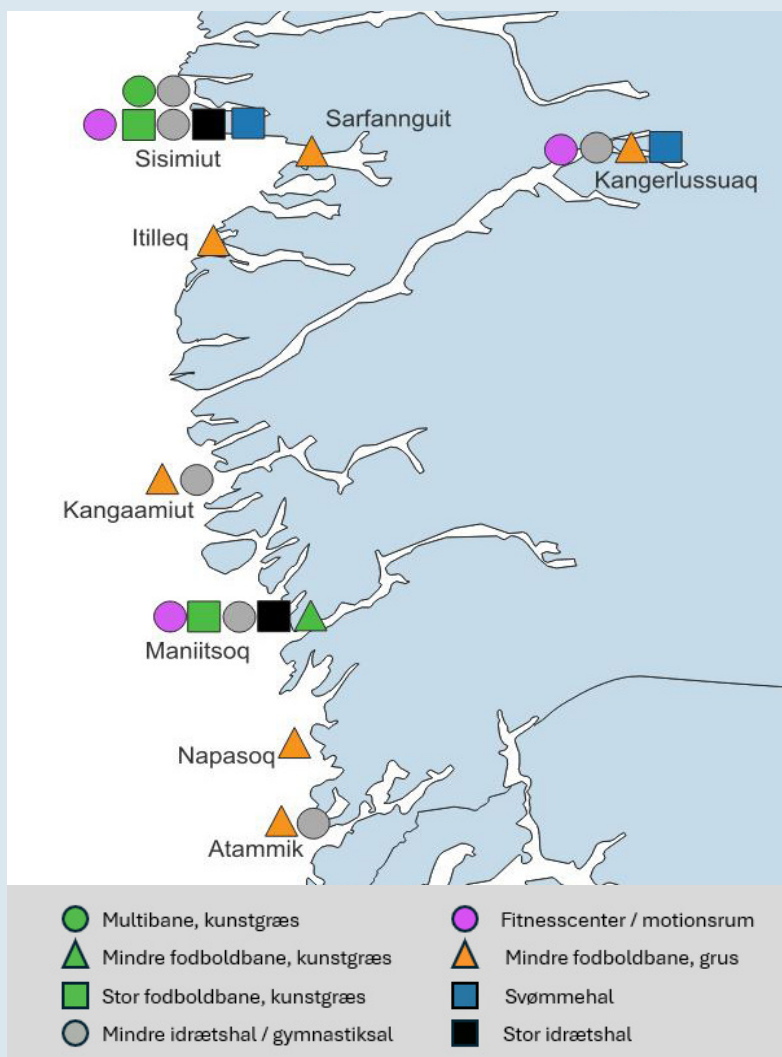 Sarfannguit
Sisimiut
Kangerlussuaq
Itilleq
Kangaamiut
Maniitsoq
Napasoq
Atammik
Multibane, kunstgræs
Mindre fodboldbane, kunstgræs
Stor fodboldbane, kunstgræs
Mindre idrætshal / gymnastiksal
Fitnesscenter / motionsrum
Mindre fodboldbane, grus
Svømmehal
Stor idrætshal